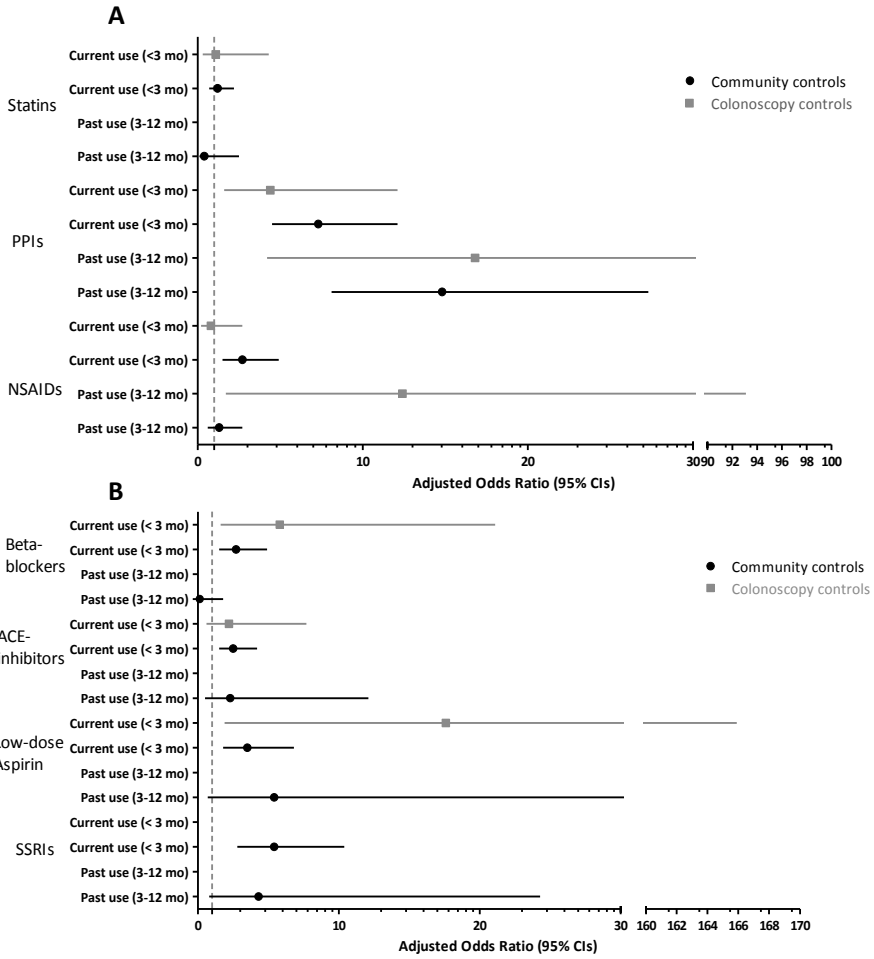 A
Current use (<3 mo)
Current use (<3 mo)
Statins
Past use (3-12 mo)
Past use (3-12 mo)
Current use (<3 mo)
Current use (<3 mo)
PPIs
Past use (3-12 mo)
Past use (3-12 mo)
Current use (<3 mo)
Current use (<3 mo)
NSAIDs
Past use (3-12 mo)
Past use (3-12 mo)
Community controls
Colonoscopy controls
0 10 20 30 90 92 94 96 98 100
Adjusted Odds Ratio (95% CIs)
B
Current use (< 3 mo)
Beta-
blockers
Current use (< 3 mo)
Past use (3-12 mo)
Past use (3-12 mo)
Current use (< 3 mo)
ACE-
inhibitors
Current use (< 3 mo)
Past use (3-12 mo)
Past use (3-12 mo)
Current use (< 3 mo)
Low-dose
Aspirin
Current use (< 3 mo)
Past use (3-12 mo)
Past use (3-12 mo)
Current use (< 3 mo)
SSRIs
Current use (< 3 mo)
Past use (3-12 mo)
Past use (3-12 mo)
Community controls
Colonoscopy controls
0 10 20 30 160 162 164 166 168 170
Adjusted Odds Ratio (95% CIs)